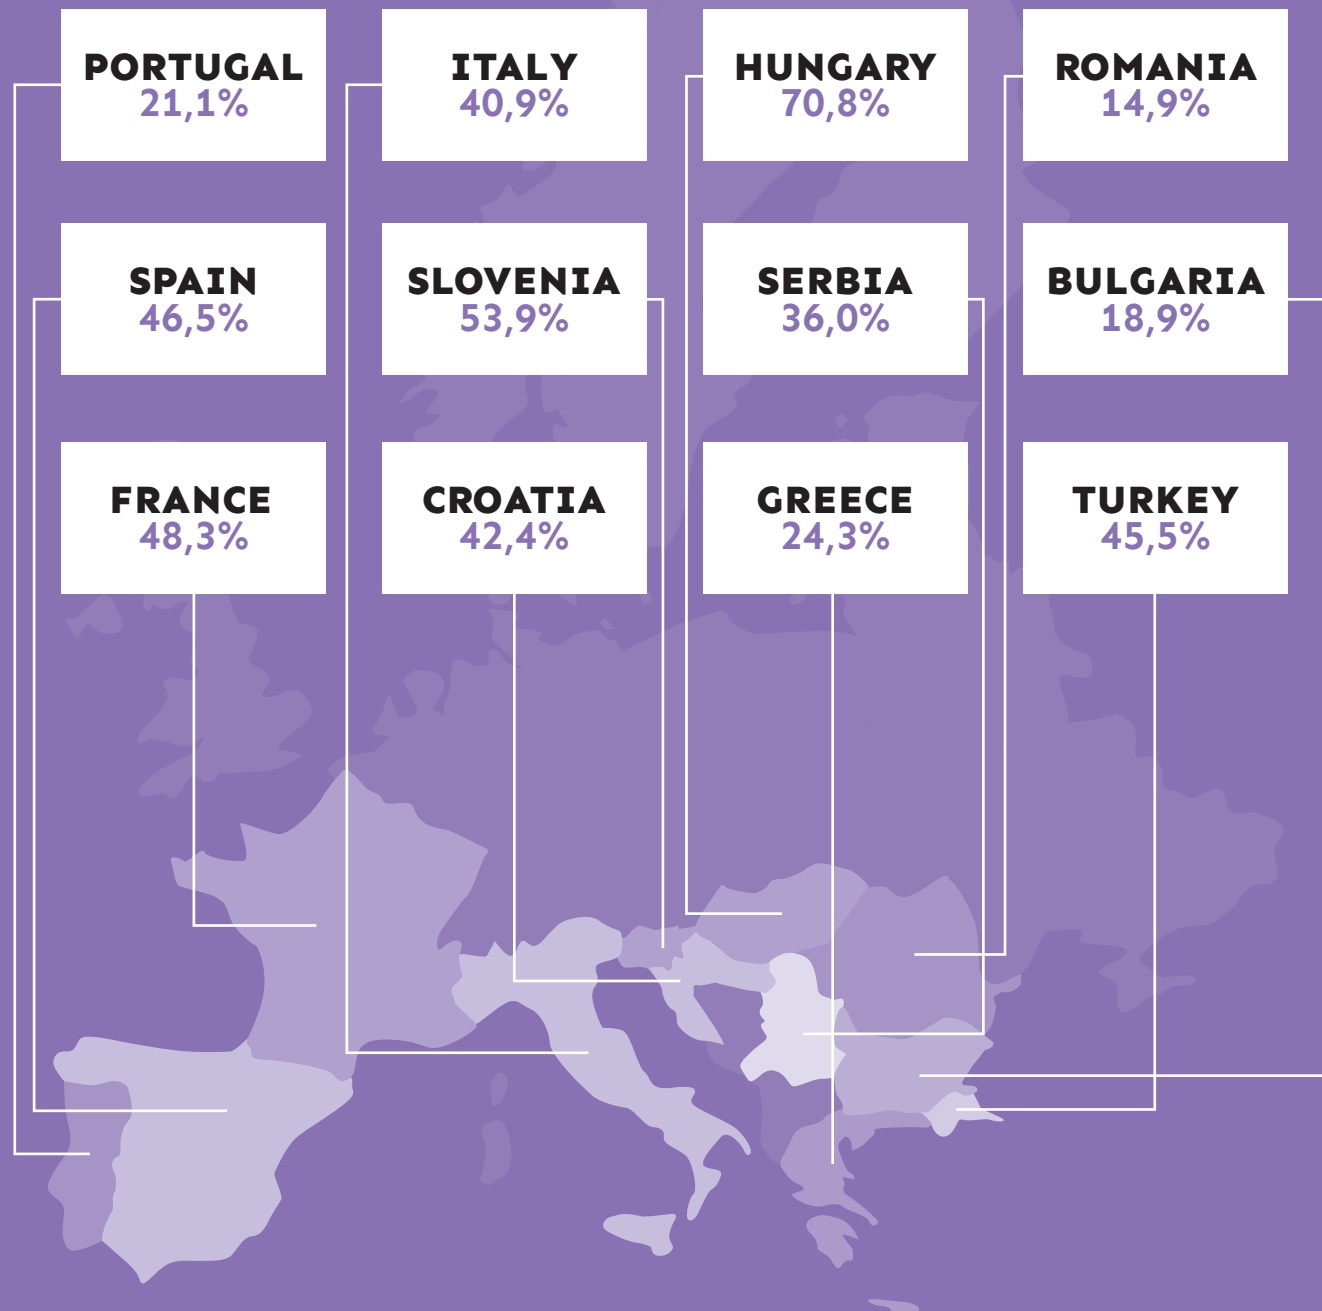 PORTUGAL
21,1%
ITALY
40,9%
HUNGARY
70,8%
ROMANIA
14,9%
SPAIN
46,5%
SLOVENIA
53,9%
SERBIA
36,0%
BULGARIA
18,9%
FRANCE
48,3%
CROATIA
42,4%
GREECE
24,3%
TURKEY
45,5%